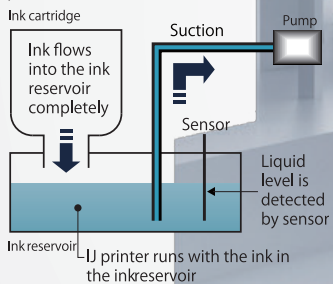 Ink cartridge
Ink flows
into the ink
reservoir
completely
Suction
Pump
Sensor
Liquid
level is
detected
by sensor
Ink reservoir
IJ printer runs with the ink in
the inkreservoir